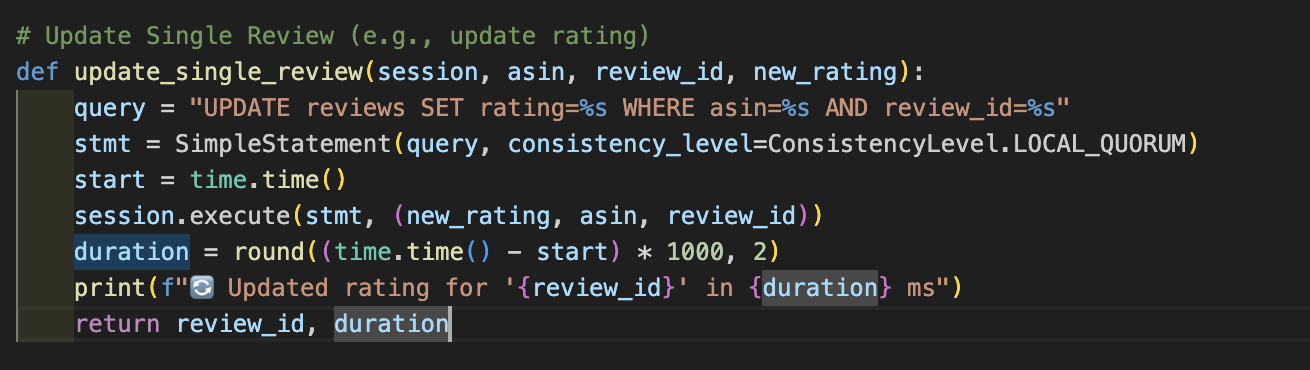 # Update Single Review (e.g., update rating)
def update_single_review(session, asin, review_id, new_rating):
    query = "UPDATE reviews SET rating=%s WHERE asin=%s AND review_id=%s"
    stmt = SimpleStatement(query, consistency_level=ConsistencyLevel.LOCAL_QUORUM)
    start = time.time()
    session.execute(stmt, (new_rating, asin, review_id))
    duration = round((time.time() - start) * 1000, 2)
    print(f"🔄 Updated rating for '{review_id}' in {duration} ms")
    return review_id, duration